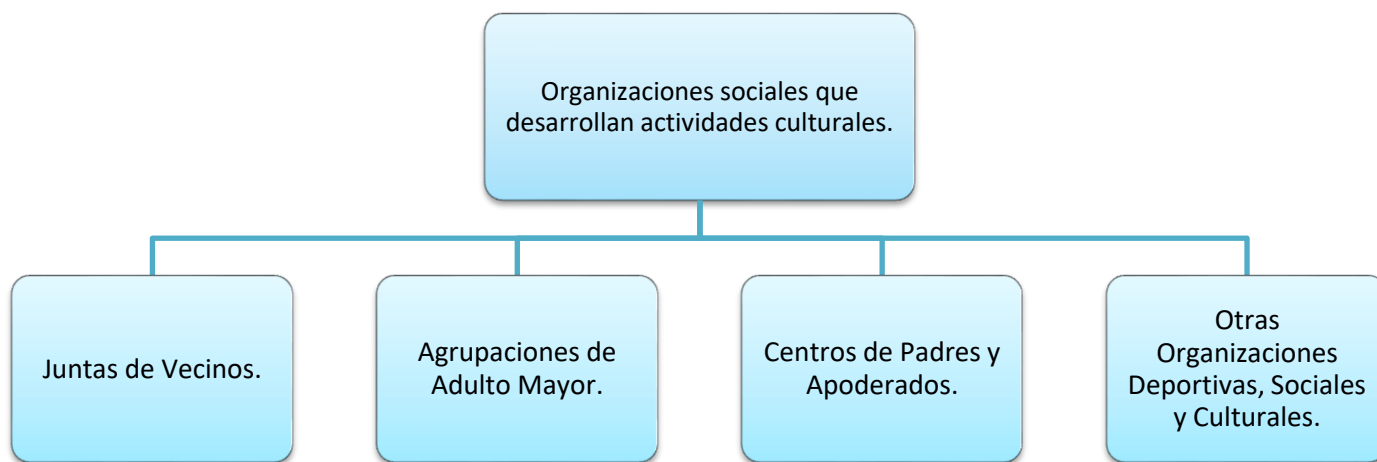 Organizaciones sociales que
desarrollan actividades culturales.
Juntas de Vecinos.
Agrupaciones de
Adulto Mayor.
Centros de Padres y
Apoderados.
Otras
Organizaciones
Deportivas, Sociales
y Culturales.